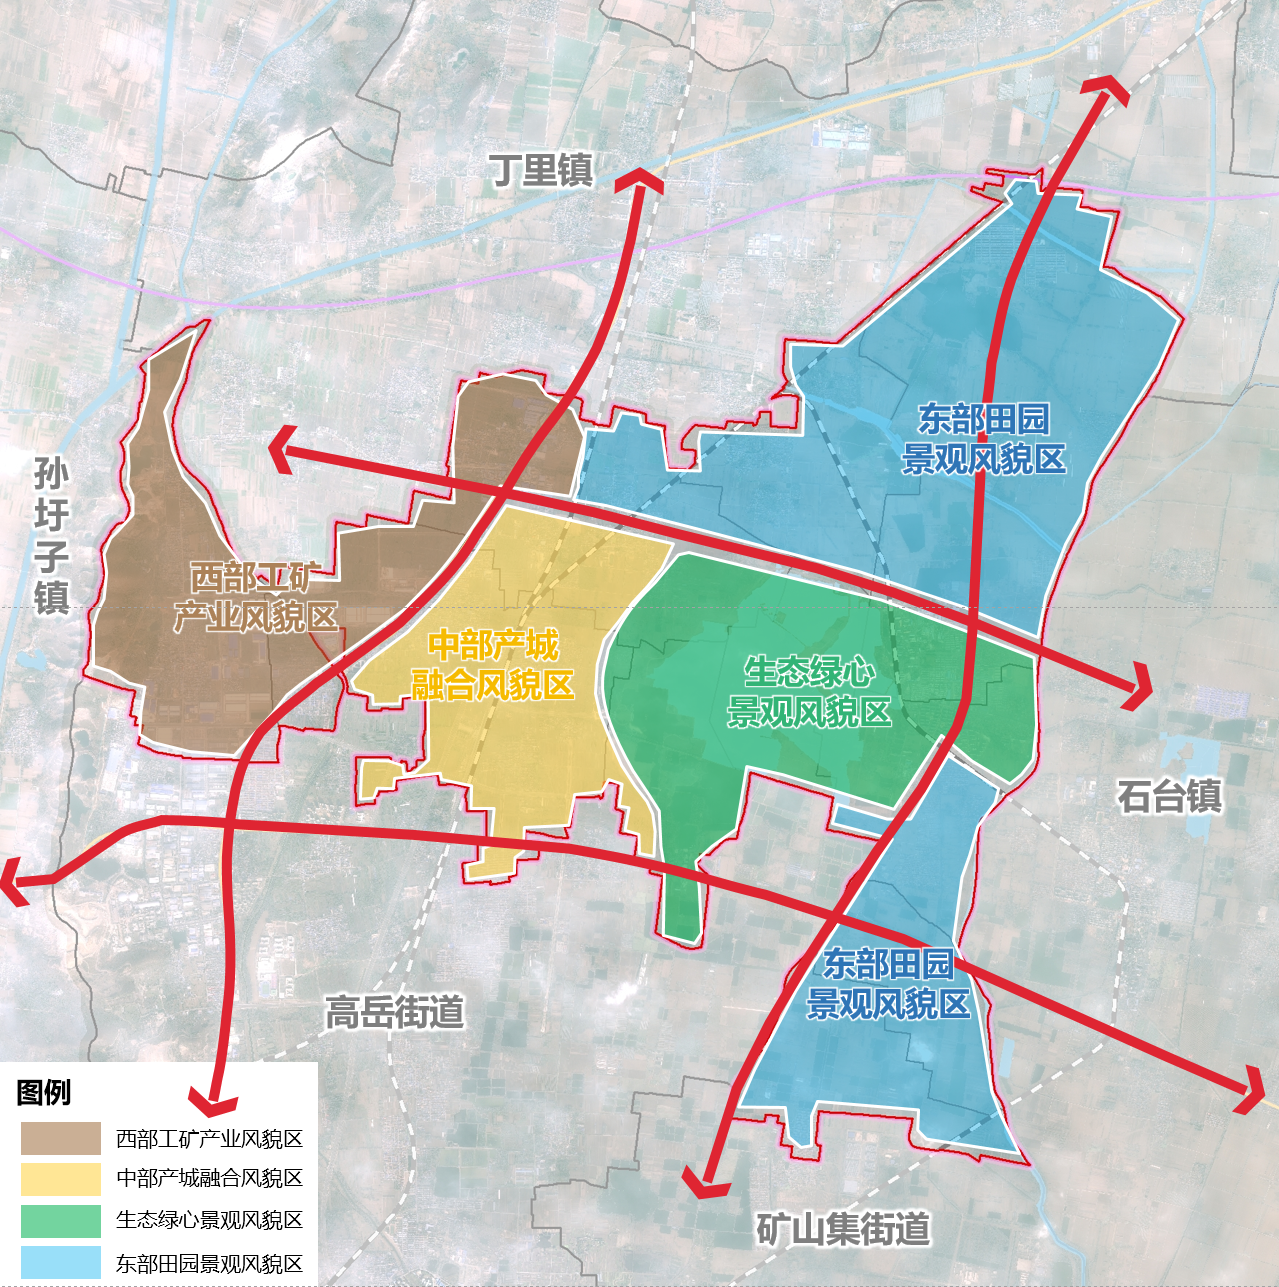 丁里镇
东部田园
景观风貌区
孙圩子镇
西部工矿
产业风貌区
中部产城
融合风貌区
生态绿心
景观风貌区
石台镇
东部田园
景观风貌区
高岳街道
矿山集街道
图例
西部工矿产业风貌区
中部产城融合风貌区
生态绿心景观风貌区
东部田园景观风貌区